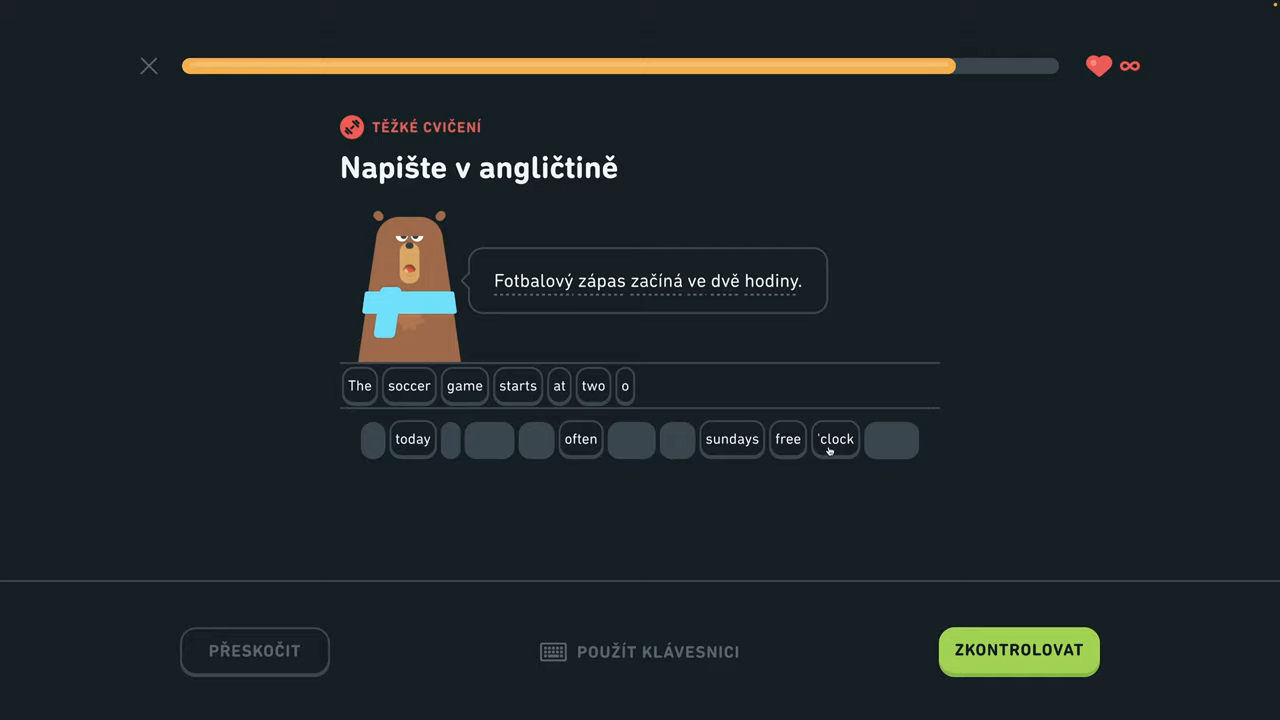 TĚŽKÉ CVIČENÍ
Napište v angličtině
Fotbalový zápas začíná ve dvě hodiny.
The soccer game starts at two o
today often sundays free 'clock
PŘESKOČIT POUŽÍT KLÁVESNICI ZKONTROLOVAT